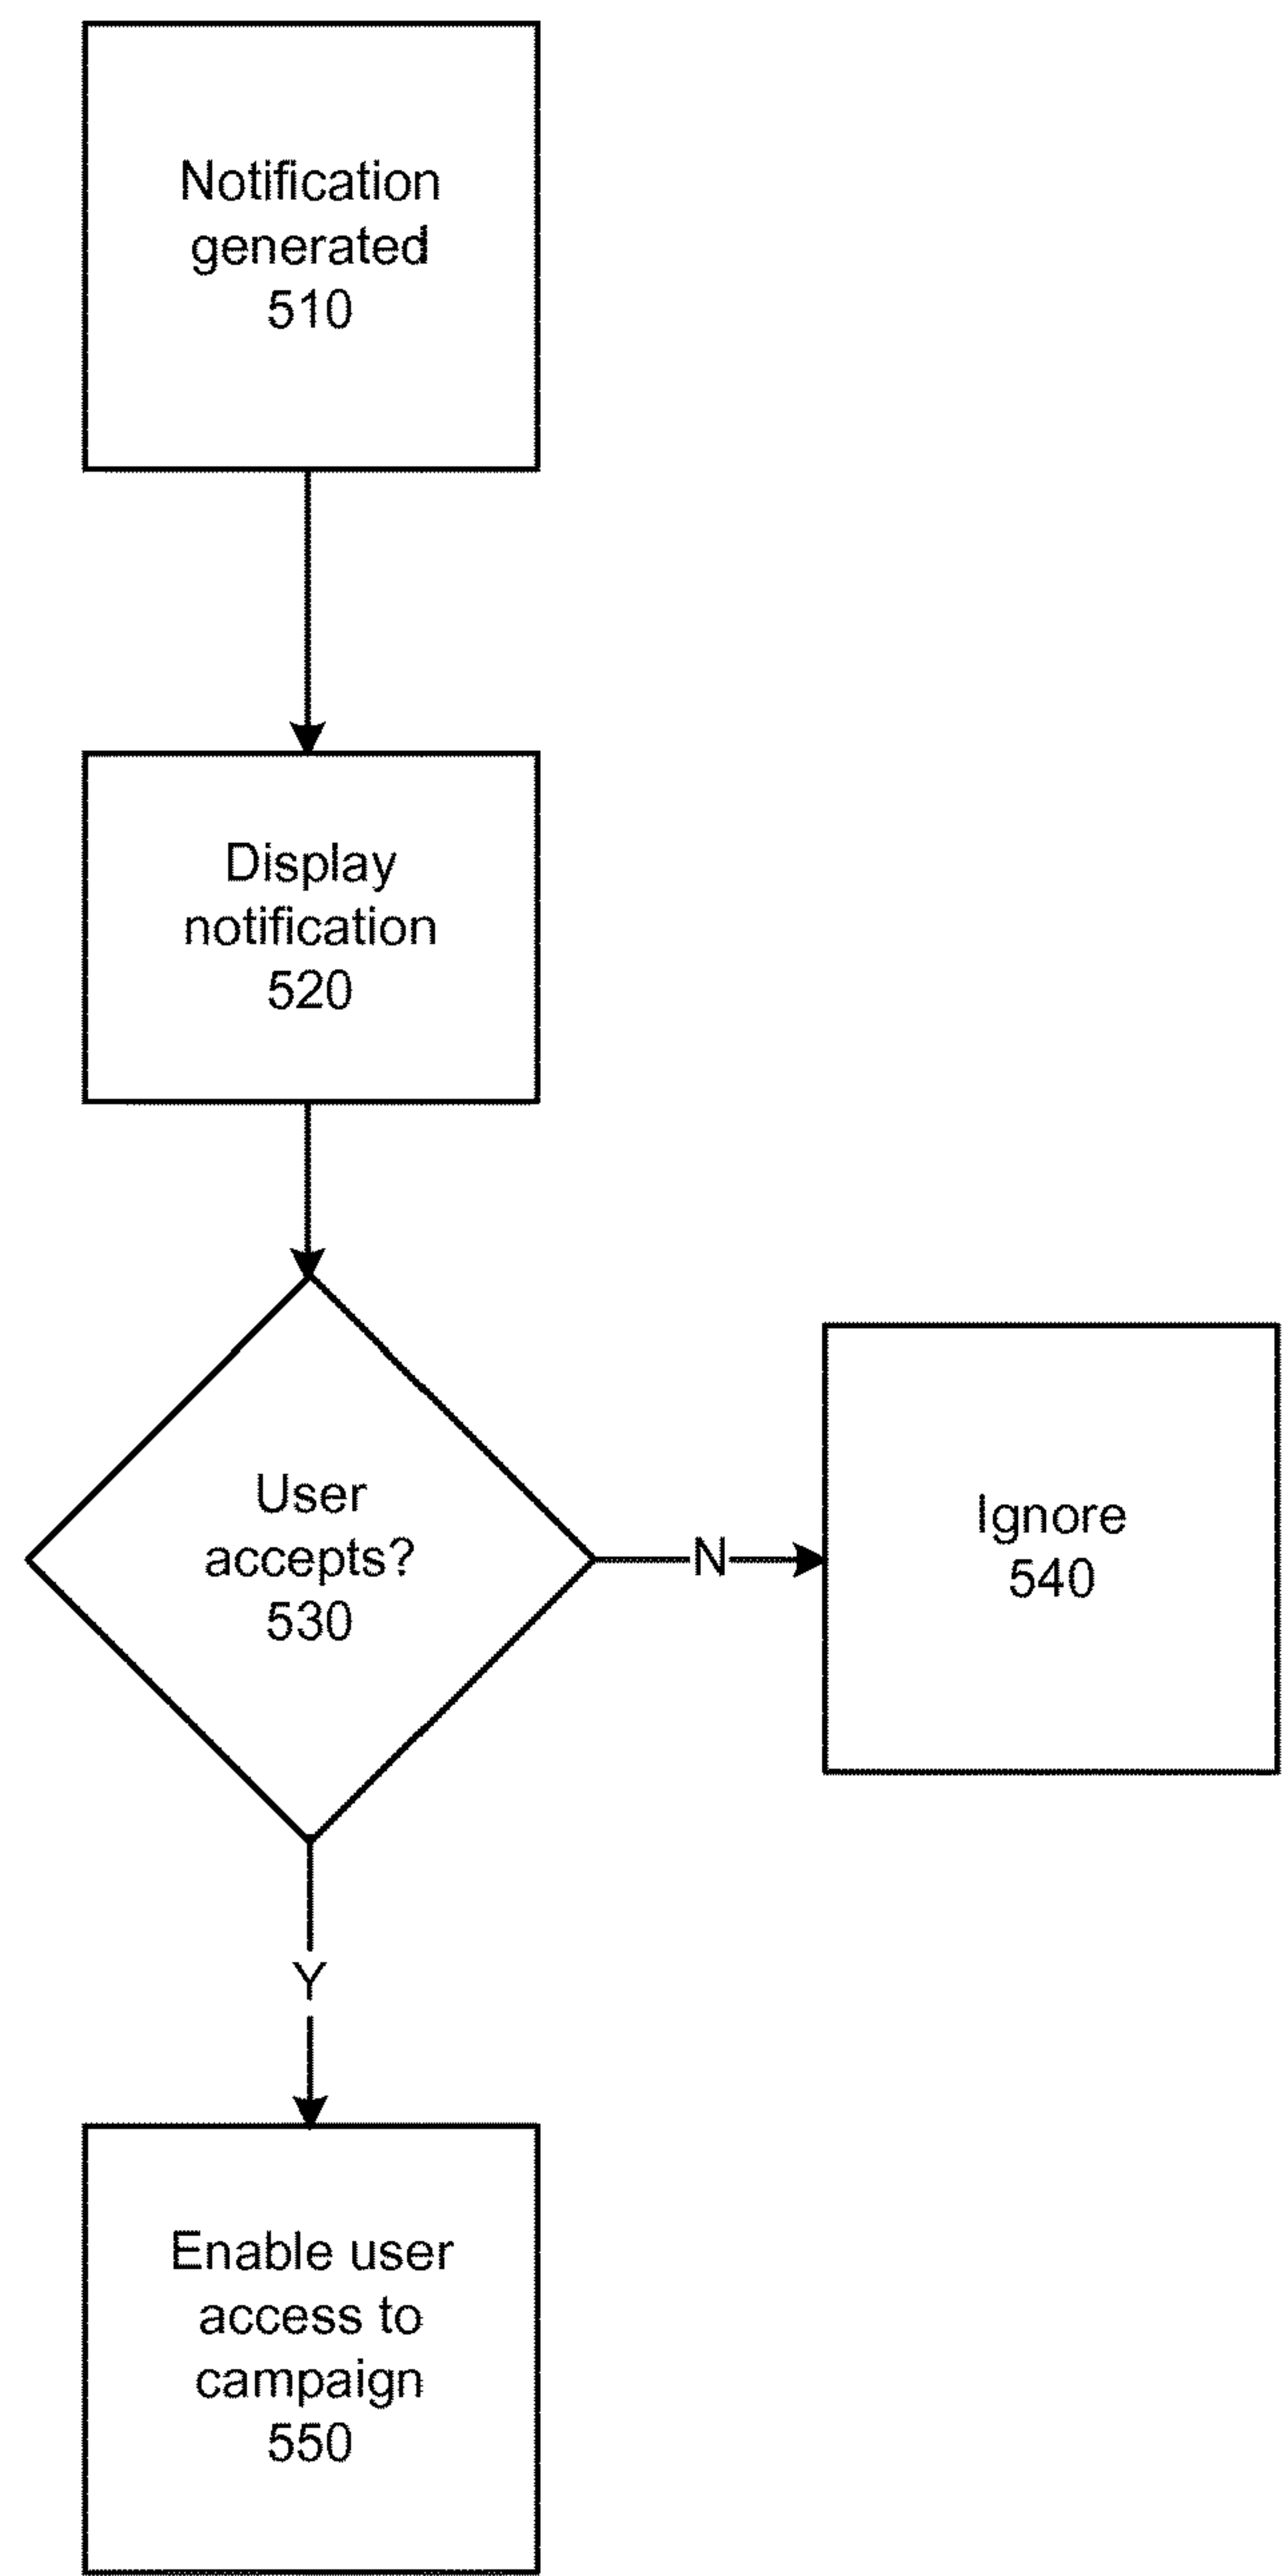 Notification
generated
510
Display
notification
520
User
accepts?
530
N
Ignore
540
Y
Enable user
access to
campaign
550